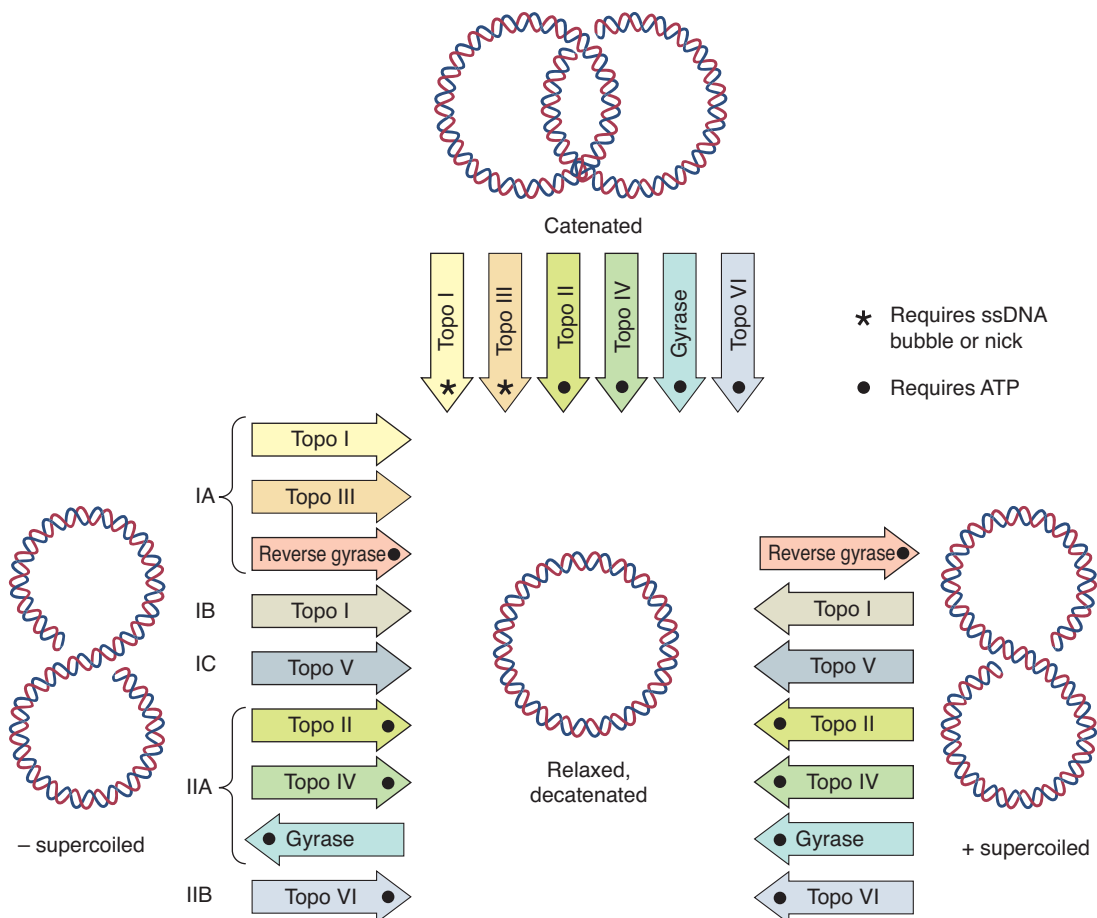 Catenated
Topo I
Topo III
Topo II
Topo IV
Gyrase
Topo VI
* Requires ssDNA
bubble or nick
● Requires ATP
*
*
●
●
●
●
IA
Topo I
Topo III
Reverse gyrase ●
IB
Topo I
IC
Topo V
IIA
Topo II ●
Topo IV ●
● Gyrase
IIB
Topo VI ●
– supercoiled
Relaxed,
decatenated
Reverse gyrase ●
Topo I
Topo V
● Topo II
● Topo IV
● Gyrase
● Topo VI
+ supercoiled